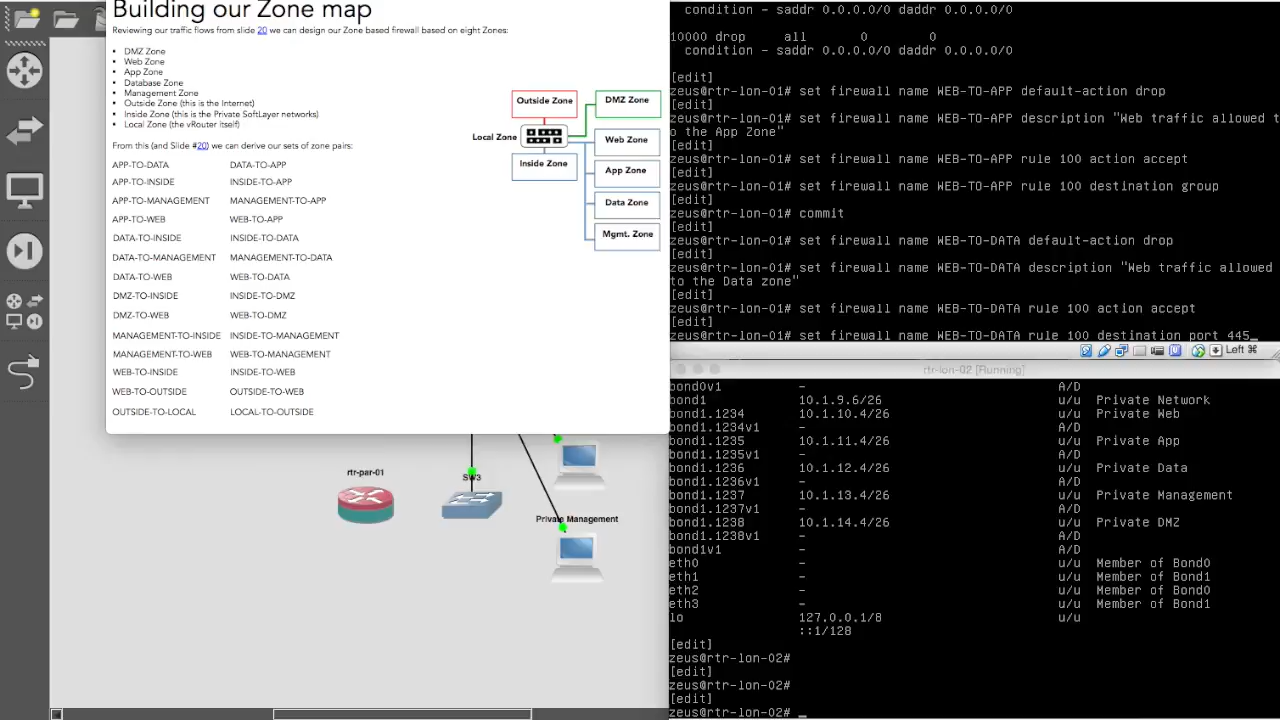 Building our Zone map
Reviewing our traffic flows from slide 20 we can design our Zone based firewall based on eight Zones:
• DMZ Zone
• Web Zone
• App Zone
• Database Zone
• Management Zone
• Outside Zone (this is the Internet)
• Inside Zone (this is the Private SoftLayer networks)
• Local Zone (the vRouter itself)
From this (and Slide #20) we can derive our sets of zone pairs:
APP-TO-DATA DATA-TO-APP
APP-TO-INSIDE INSIDE-TO-APP
APP-TO-MANAGEMENT MANAGEMENT-TO-APP
APP-TO-WEB WEB-TO-APP
DATA-TO-INSIDE INSIDE-TO-DATA
DATA-TO-MANAGEMENT MANAGEMENT-TO-DATA
DATA-TO-WEB WEB-TO-DATA
DMZ-TO-INSIDE INSIDE-TO-DMZ
DMZ-TO-WEB WEB-TO-DMZ
MANAGEMENT-TO-INSIDE INSIDE-TO-MANAGEMENT
MANAGEMENT-TO-WEB WEB-TO-MANAGEMENT
WEB-TO-INSIDE INSIDE-TO-WEB
WEB-TO-OUTSIDE OUTSIDE-TO-WEB
OUTSIDE-TO-LOCAL LOCAL-TO-OUTSIDE
Outside Zone
DMZ Zone
Local Zone
Web Zone
Inside Zone
App Zone
Data Zone
Mgmt. Zone
rtr-par-01
SW3
Private Management
condition - saddr 0.0.0.0/0 daddr 0.0.0.0/0
10000 drop all 0 0
condition - saddr 0.0.0.0/0 daddr 0.0.0.0/0
[edit]
zeus@rtr-lon-01# set firewall name WEB-TO-APP default-action drop
[edit]
zeus@rtr-lon-01# set firewall name WEB-TO-APP description "Web traffic allowed t
o the App Zone"
[edit]
zeus@rtr-lon-01# set firewall name WEB-TO-APP rule 100 action accept
[edit]
zeus@rtr-lon-01# set firewall name WEB-TO-APP rule 100 destination group
[edit]
zeus@rtr-lon-01# commit
[edit]
zeus@rtr-lon-01# set firewall name WEB-TO-DATA default-action drop
[edit]
zeus@rtr-lon-01# set firewall name WEB-TO-DATA description "Web traffic allowed
to the Data zone"
[edit]
zeus@rtr-lon-01# set firewall name WEB-TO-DATA rule 100 action accept
[edit]
zeus@rtr-lon-01# set firewall name WEB-TO-DATA rule 100 destination port 445_
Left ⌘
rtr-lon-02 [Running]
bond0v1 - A/D
bond1 10.1.9.6/26 u/u Private Network
bond1.1234 10.1.10.4/26 u/u Private Web
bond1.1234v1 - A/D
bond1.1235 10.1.11.4/26 u/u Private App
bond1.1235v1 - A/D
bond1.1236 10.1.12.4/26 u/u Private Data
bond1.1236v1 - A/D
bond1.1237 10.1.13.4/26 u/u Private Management
bond1.1237v1 - A/D
bond1.1238 10.1.14.4/26 u/u Private DMZ
bond1.1238v1 - A/D
bond1v1 - A/D
eth0 - u/u Member of Bond0
eth1 - u/u Member of Bond1
eth2 - u/u Member of Bond0
eth3 - u/u Member of Bond1
lo 127.0.0.1/8 u/u
::1/128
[edit]
zeus@rtr-lon-02#
[edit]
zeus@rtr-lon-02#
[edit]
zeus@rtr-lon-02# _